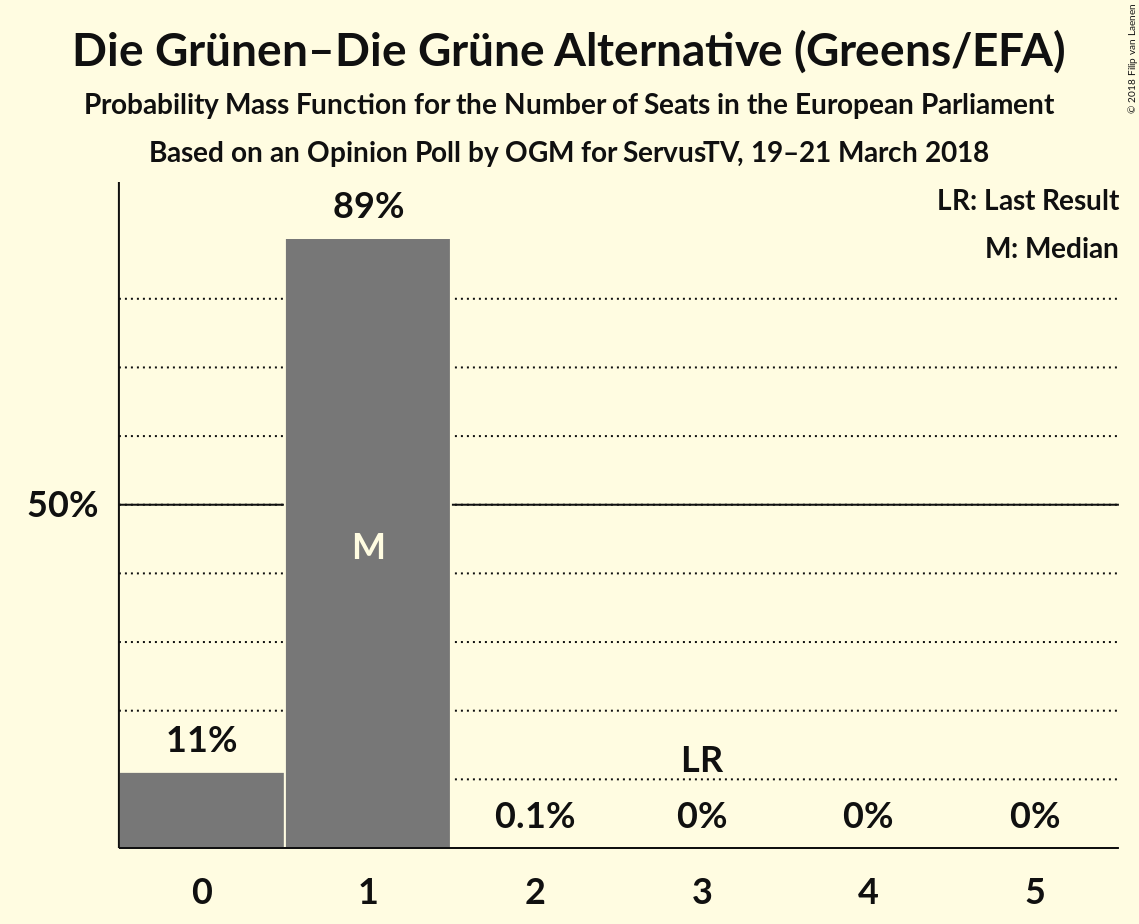 Die Grünen–Die Grüne Alternative (Greens/EFA)
Probability Mass Function for the Number of Seats in the European Parliament
Based on an Opinion Poll by OGM for ServusTV, 19–21 March 2018
© 2018 Filip van Laenen
LR: Last Result
M: Median
89%
50%
M
11%
LR
0.1%
0%
0%
0%
0
1
2
3
4
5